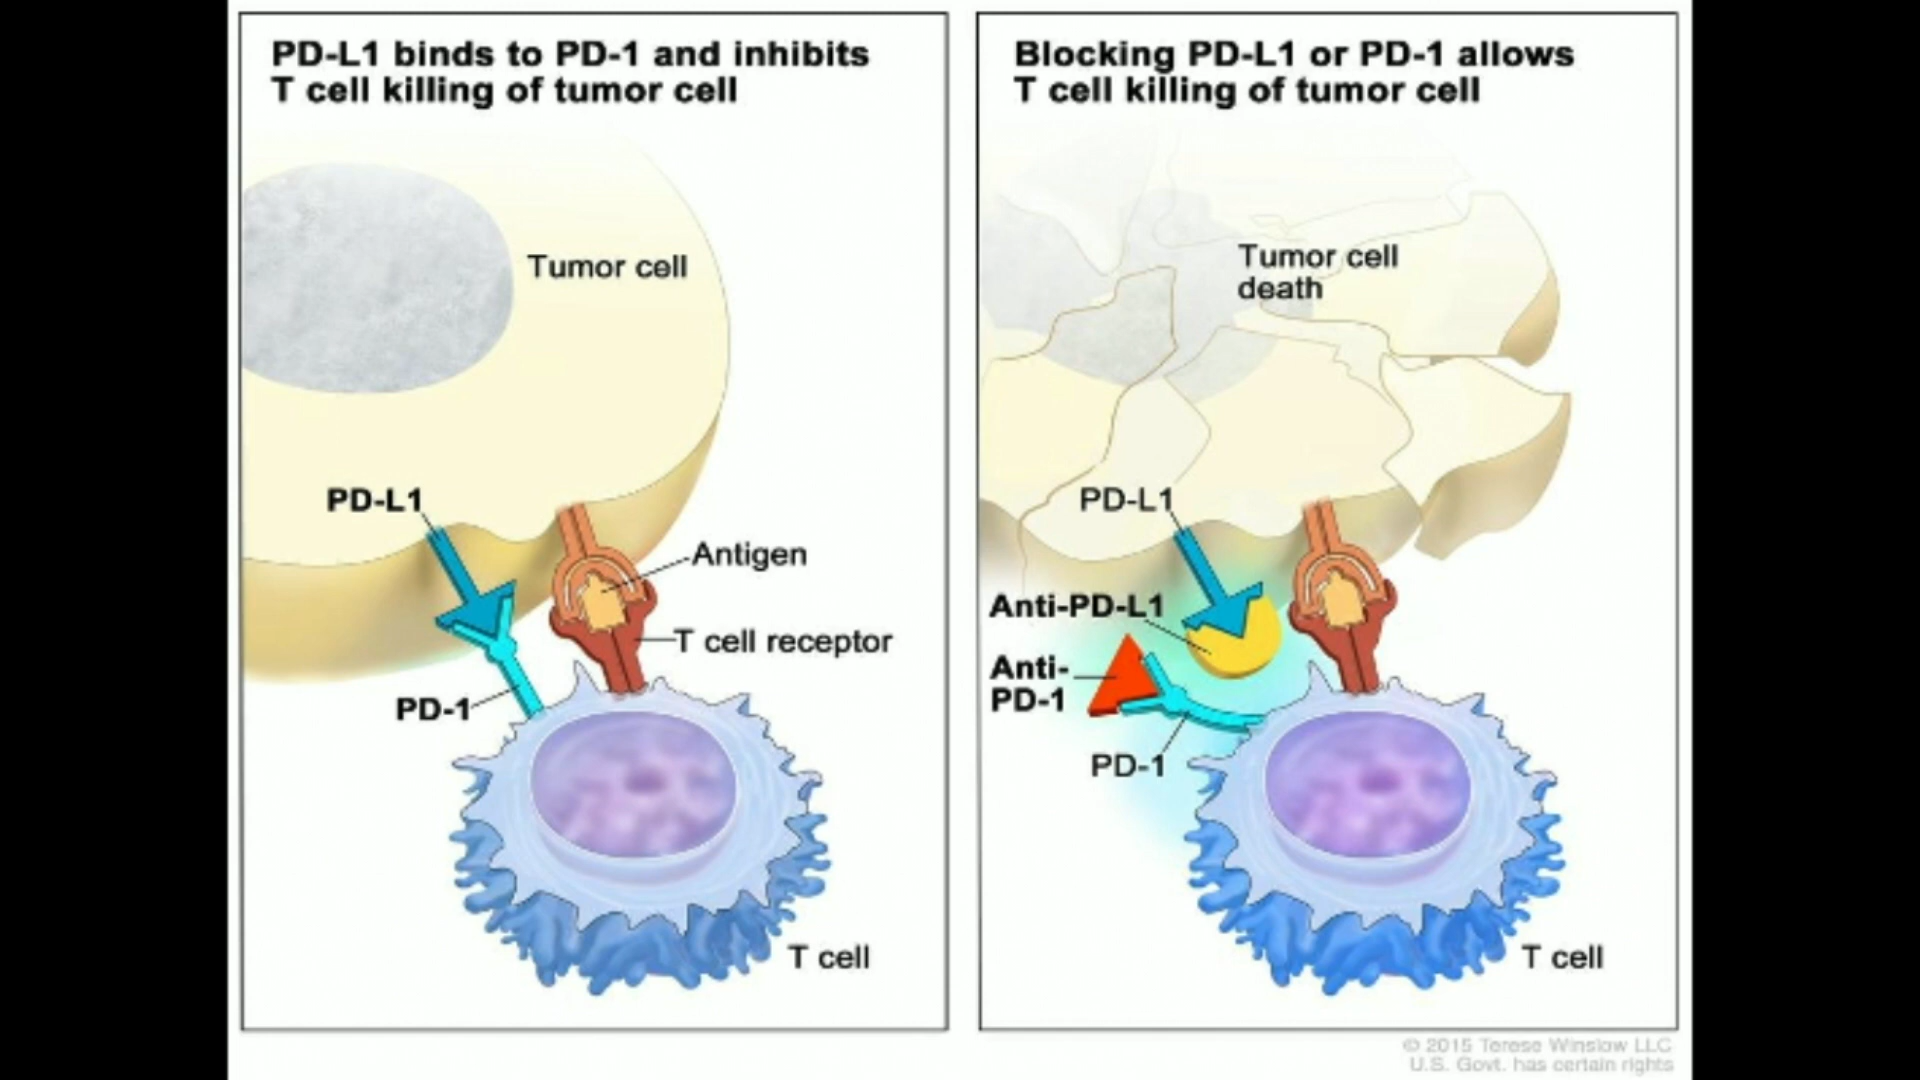 PD-L1 binds to PD-1 and inhibits
T cell killing of tumor cell
Tumor cell
PD-L1
Antigen
T cell receptor
PD-1
T cell
Blocking PD-L1 or PD-1 allows
T cell killing of tumor cell
Tumor cell
death
PD-L1
Anti-PD-L1
Anti-
PD-1
PD-1
T cell
© 2015 Terese Winslow LLC
U.S. Govt. has certain rights